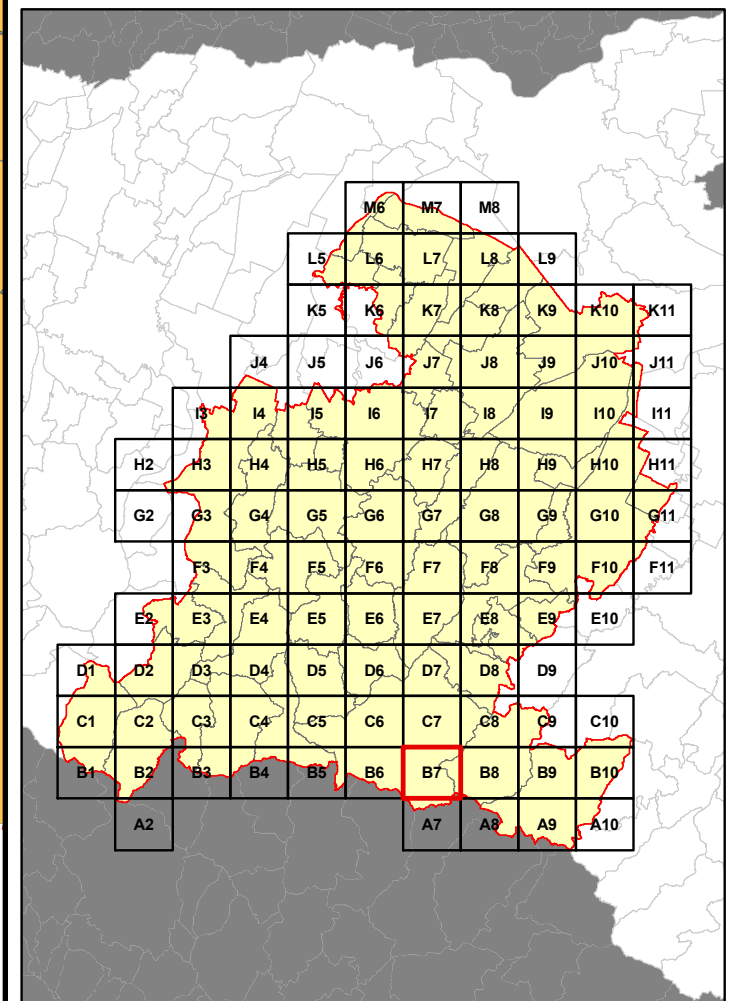 M6 M7 M8
L5 L6 L7 L8 L9
K5 K6 K7 K8 K9 K10 K11
J4 J5 J6 J7 J8 J9 J10 J11
I3 I4 I5 I6 I7 I8 I9 I10 I11
H2 H3 H4 H5 H6 H7 H8 H9 H10 H11
G2 G3 G4 G5 G6 G7 G8 G9 G10 G11
F3 F4 F5 F6 F7 F8 F9 F10 F11
E2 E3 E4 E5 E6 E7 E8 E9 E10
D1 D2 D3 D4 D5 D6 D7 D8 D9
C1 C2 C3 C4 C5 C6 C7 C8 C9 C10
B1 B2 B3 B4 B5 B6 B7 B8 B9 B10
A2 A7 A8 A9 A10